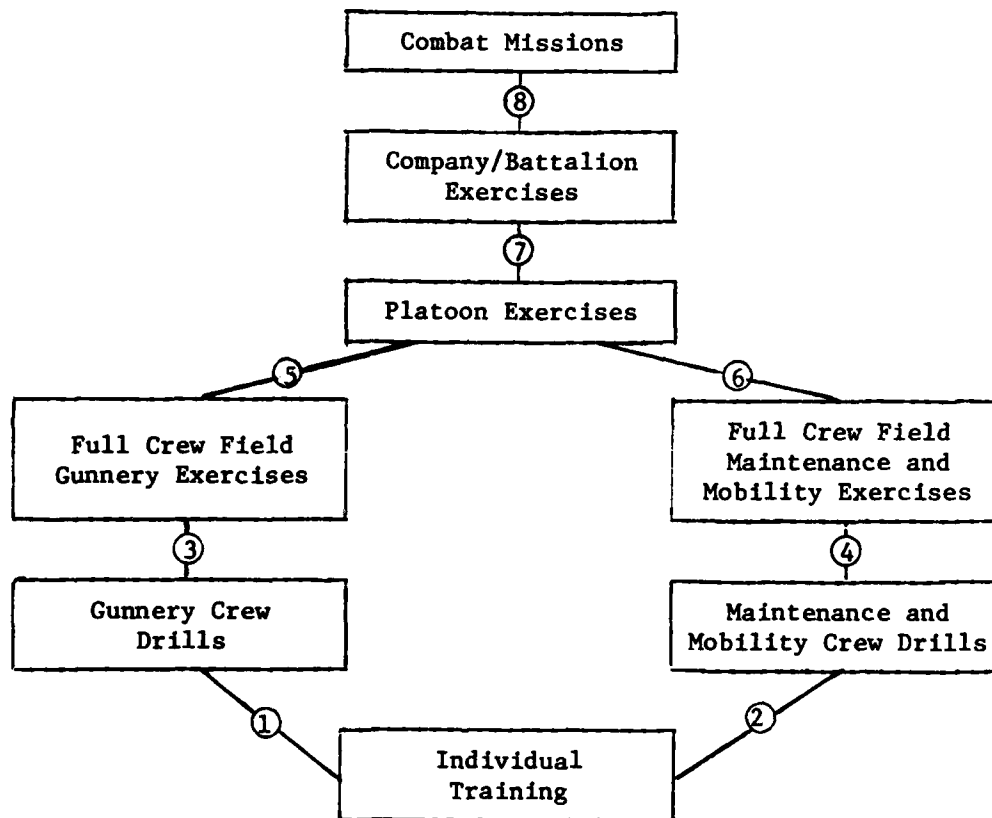 Combat Missions
8
Company/Battalion
Exercises
7
Platoon Exercises
5
6
Full Crew Field
Gunnery Exercises
Full Crew Field
Maintenance and
Mobility Exercises
3
4
Gunnery Crew
Drills
Maintenance and
Mobility Crew Drills
1
2
Individual
Training